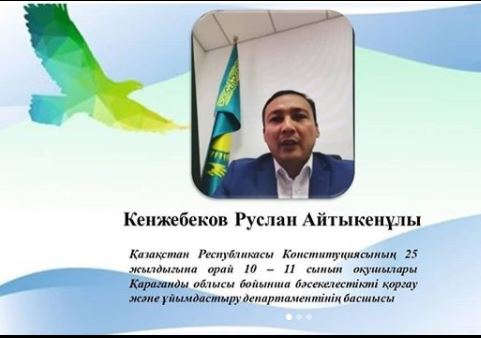 Кенжебеков Руслан Айтыкенұлы
Қазақстан Республикасы Конституциясының 25
жылдығына орай 10 – 11 сынып оқушылары
Қарағанды облысы бойынша бәсекелестікті қорғау
және ұйымдастыру департаментінің басшысы